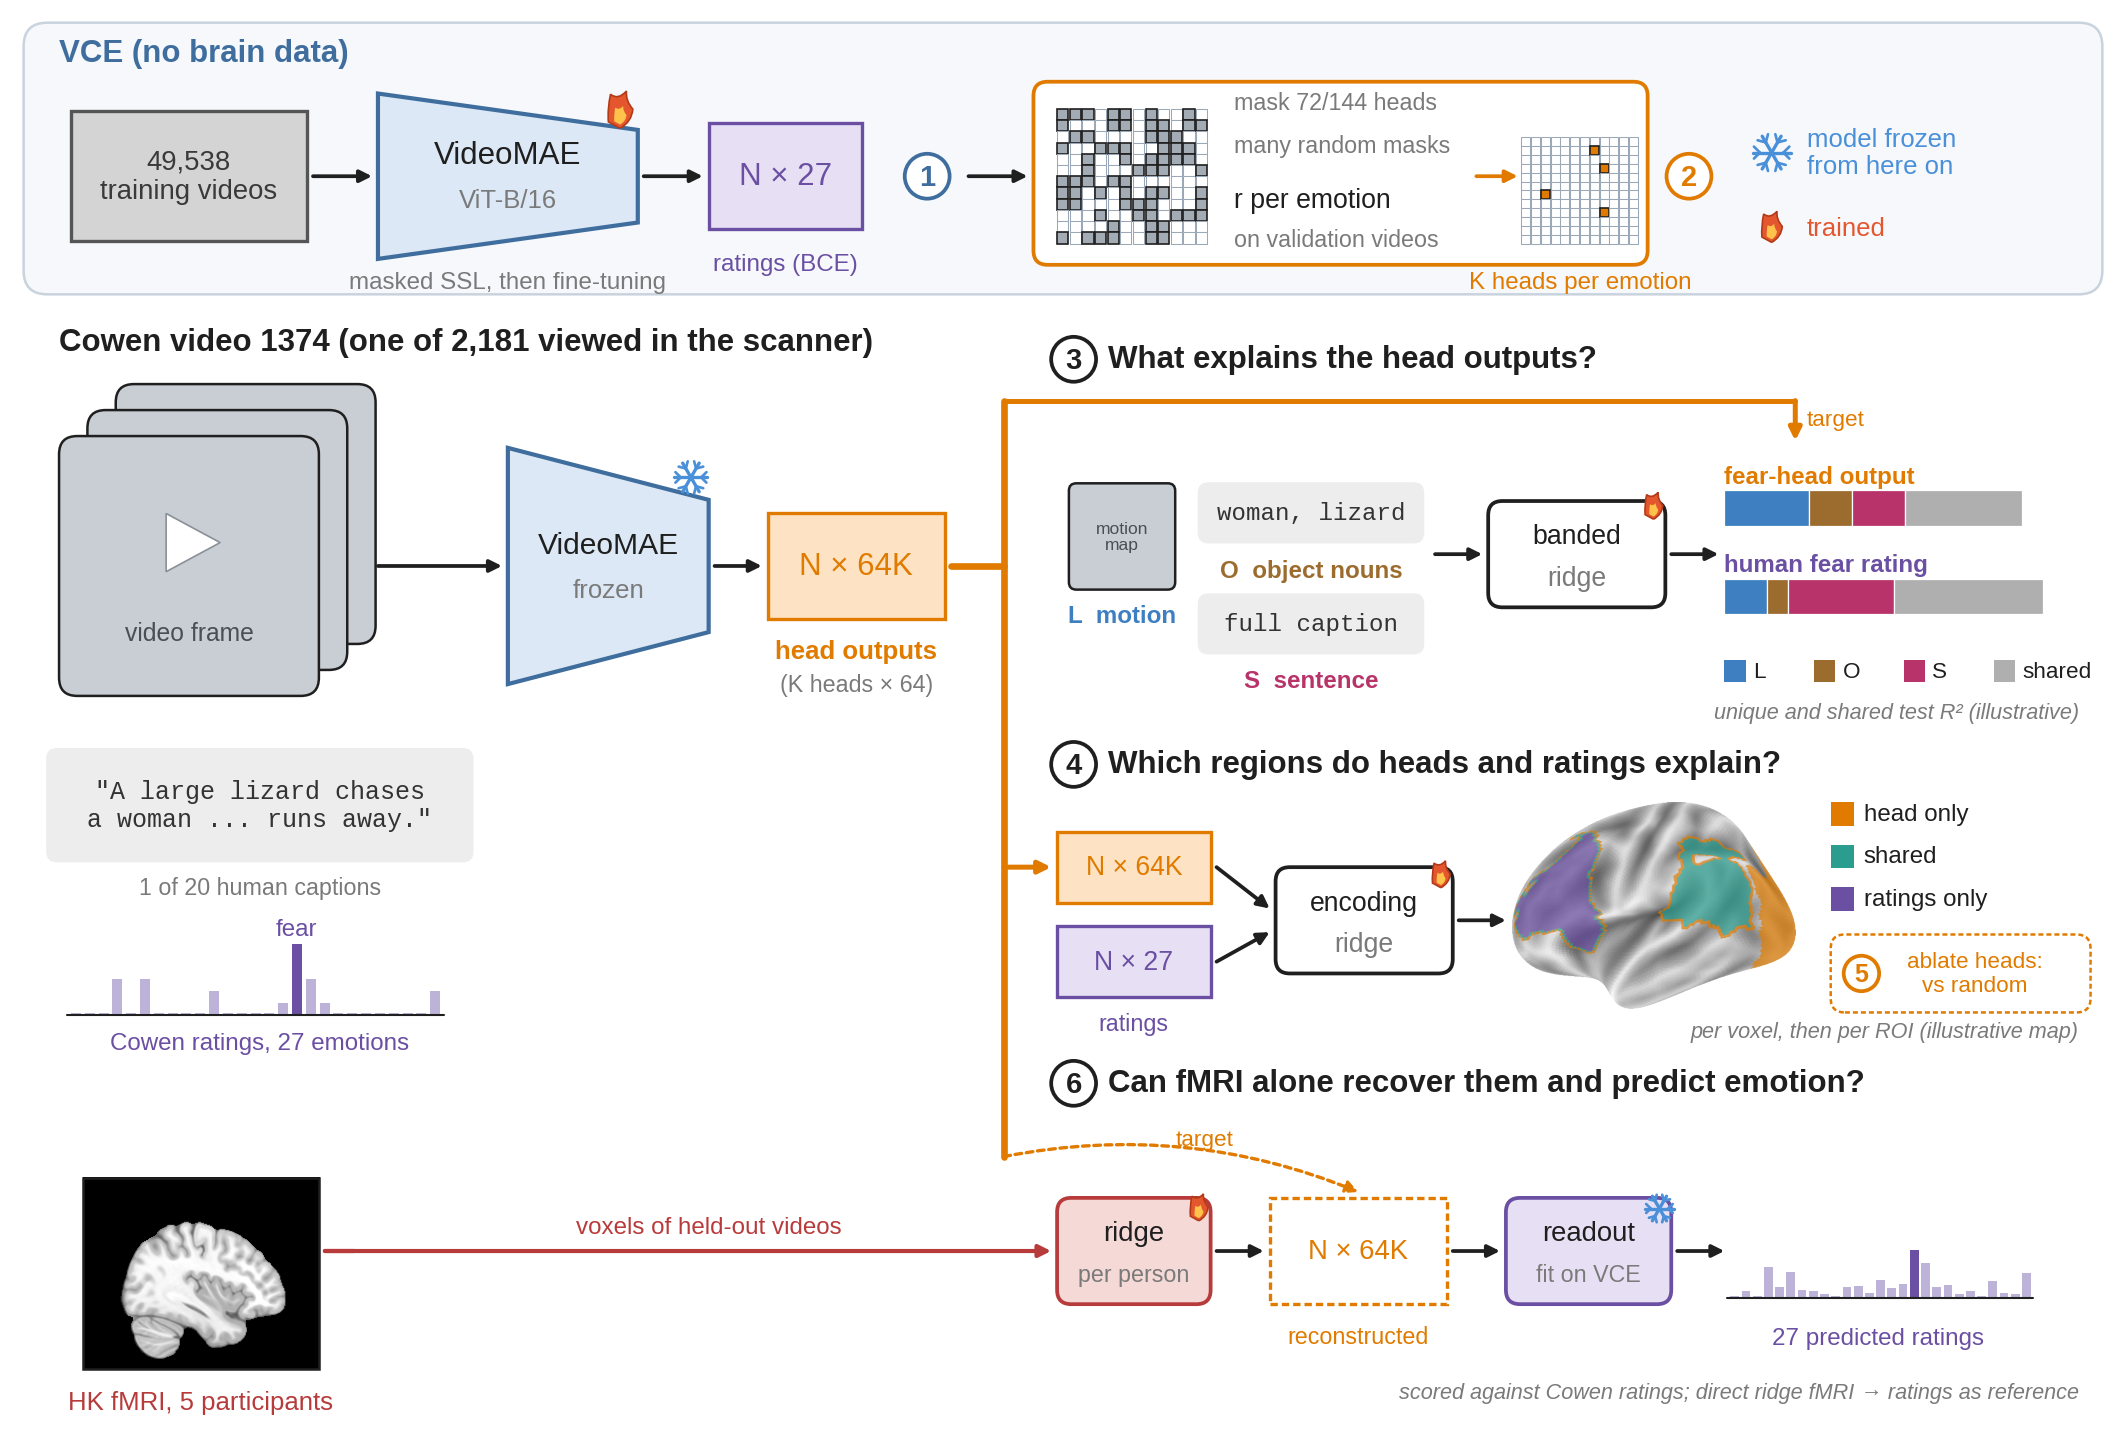 VCE (no brain data)
49,538
training videos
VideoMAE
ViT-B/16
masked SSL, then fine-tuning
N × 27
ratings (BCE)
1
mask 72/144 heads
many random masks
r per emotion
on validation videos
K heads per emotion
2
model frozen
from here on
trained
Cowen video 1374 (one of 2,181 viewed in the scanner)
video frame
VideoMAE
frozen
N × 64K
head outputs
(K heads × 64)
"A large lizard chases
a woman ... runs away."
1 of 20 human captions
fear
Cowen ratings, 27 emotions
3 What explains the head outputs?
target
motion
map
L motion
woman, lizard
O object nouns
full caption
S sentence
banded
ridge
fear-head output
human fear rating
L O S shared
unique and shared test R² (illustrative)
4 Which regions do heads and ratings explain?
N × 64K
N × 27
ratings
encoding
ridge
head only
shared
ratings only
5 ablate heads:
vs random
per voxel, then per ROI (illustrative map)
6 Can fMRI alone recover them and predict emotion?
target
HK fMRI, 5 participants
voxels of held-out videos
ridge
per person
N × 64K
reconstructed
readout
fit on VCE
27 predicted ratings
scored against Cowen ratings; direct ridge fMRI → ratings as reference